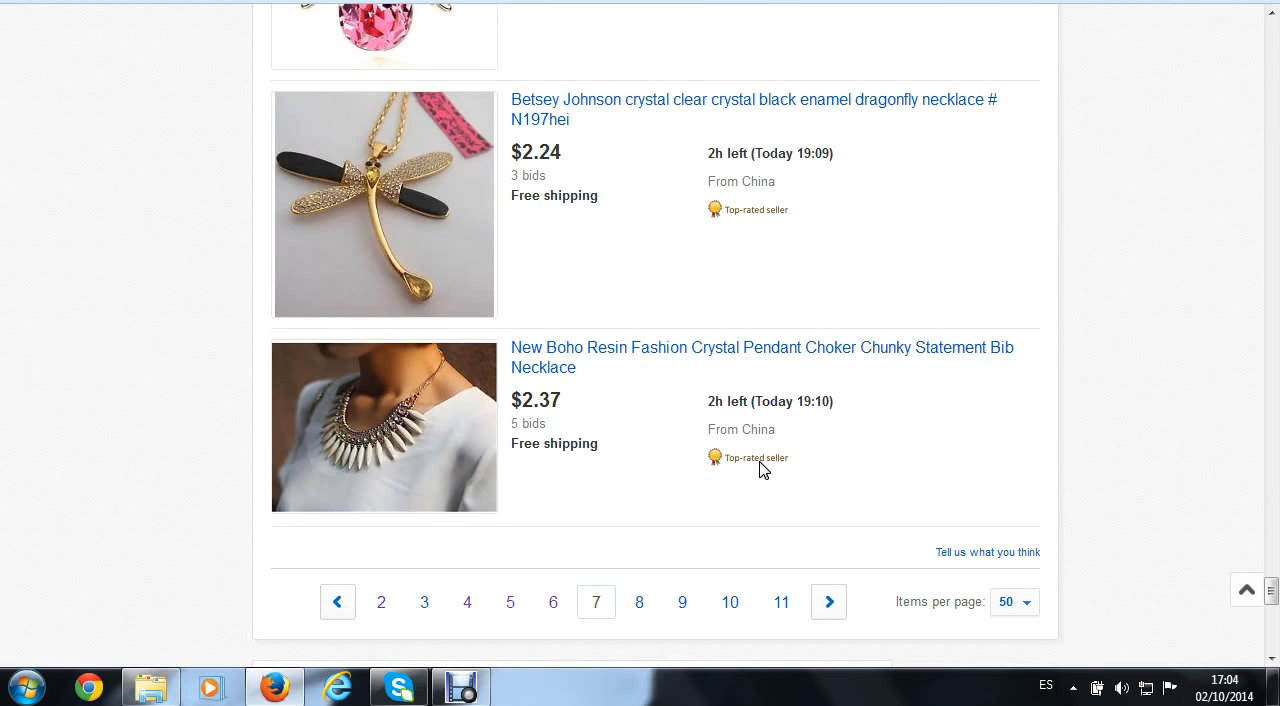 Betsey Johnson crystal clear crystal black enamel dragonfly necklace #
N197hei
$2.24
2h left (Today 19:09)
3 bids
From China
Free shipping
Top-rated seller
New Boho Resin Fashion Crystal Pendant Choker Chunky Statement Bib
Necklace
$2.37
2h left (Today 19:10)
5 bids
From China
Free shipping
Top-rated seller
Tell us what you think
2 3 4 5 6 7 8 9 10 11
Items per page: 50
ES
17:04
02/10/2014